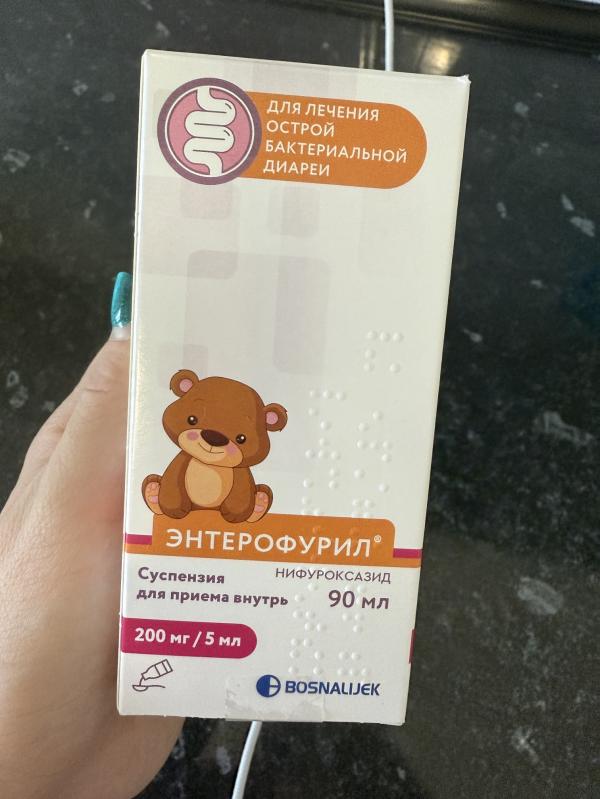 ДЛЯ ЛЕЧЕНИЯ
ОСТРОЙ
БАКТЕРИАЛЬНОЙ
ДИАРЕИ
ЭНТЕРОФУРИЛ®
НИФУРОКСАЗИД
Суспензия
для приема внутрь
90 мл
200 мг / 5 мл
BOSNALIJEK